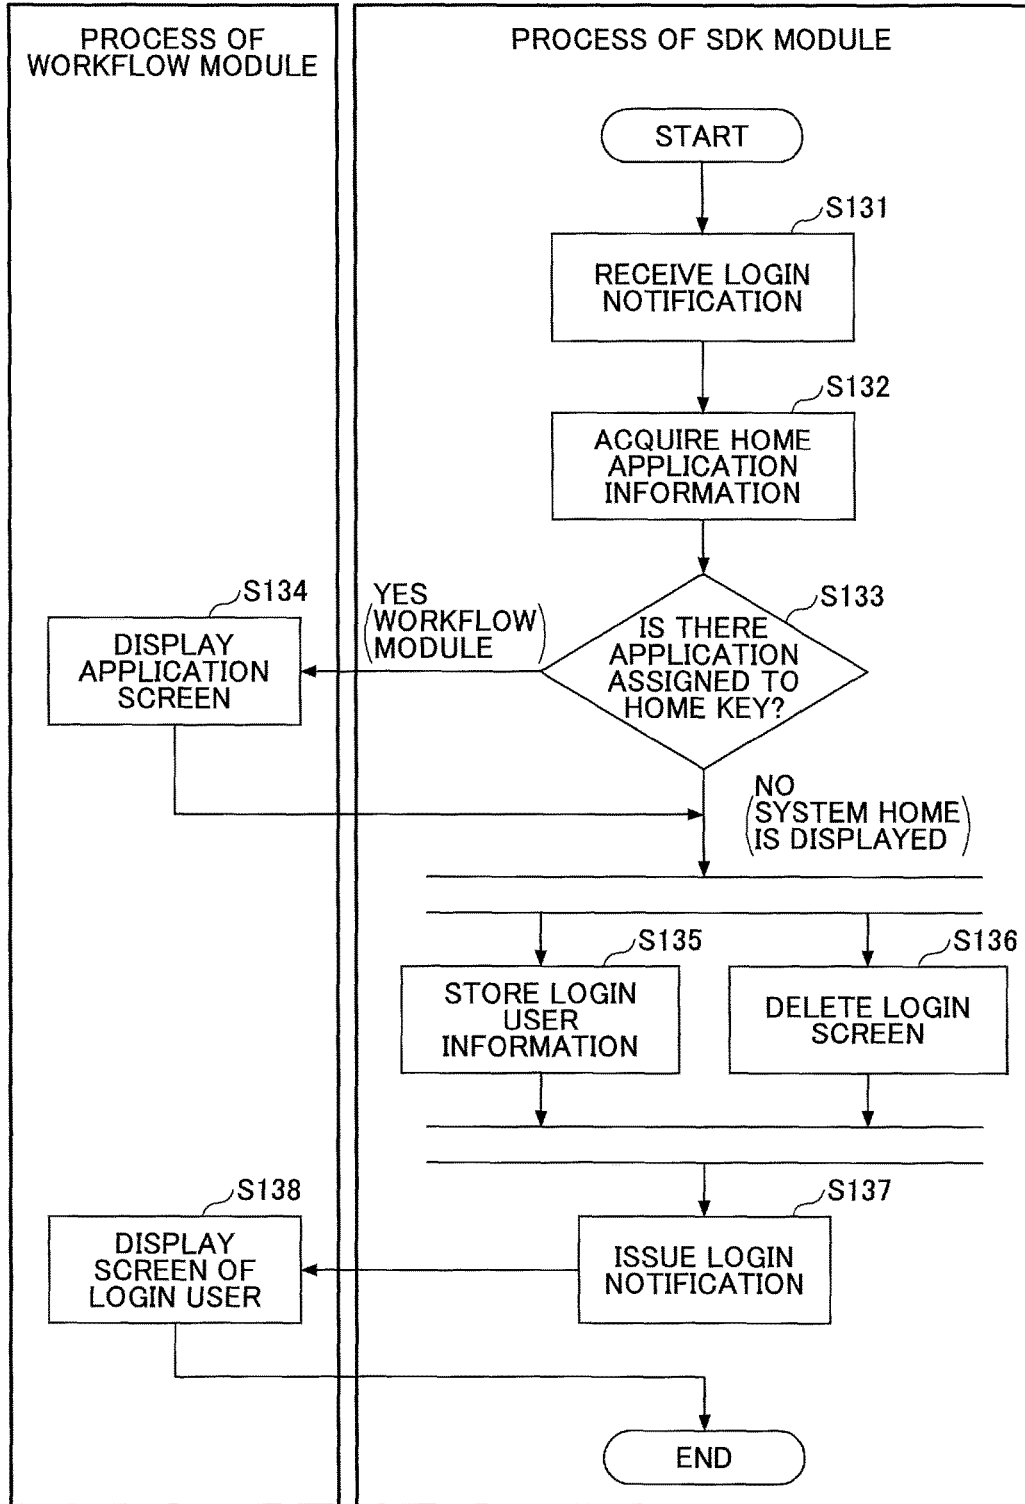 PROCESS OF
WORKFLOW MODULE
PROCESS OF SDK MODULE
START
S131
RECEIVE LOGIN
NOTIFICATION
S132
ACQUIRE HOME
APPLICATION
INFORMATION
S133
IS THERE
APPLICATION
ASSIGNED TO
HOME KEY?
YES
(WORKFLOW
MODULE)
S134
DISPLAY
APPLICATION
SCREEN
NO
(SYSTEM HOME
IS DISPLAYED)
S135
STORE LOGIN
USER
INFORMATION
S136
DELETE LOGIN
SCREEN
S137
ISSUE LOGIN
NOTIFICATION
S138
DISPLAY
SCREEN OF
LOGIN USER
END